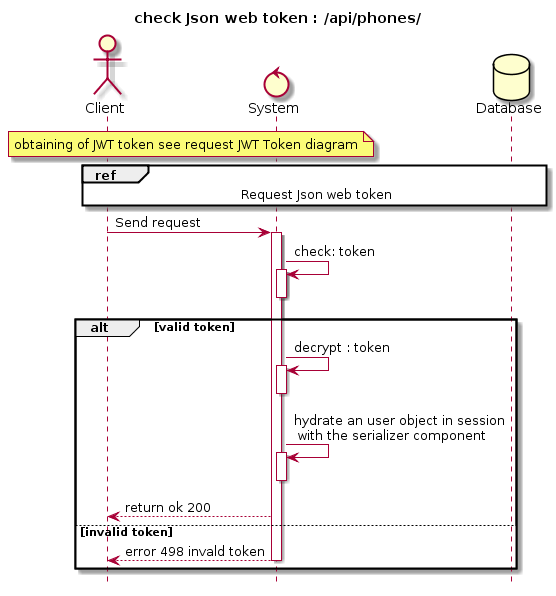 check Json web token : /api/phones/
Client
System
Database
obtaining of JWT token see request JWT Token diagram
ref
Request Json web token
Send request
check: token
alt
[valid token]
decrypt : token
hydrate an user object in session
with the serializer component
return ok 200
[invalid token]
error 498 invald token